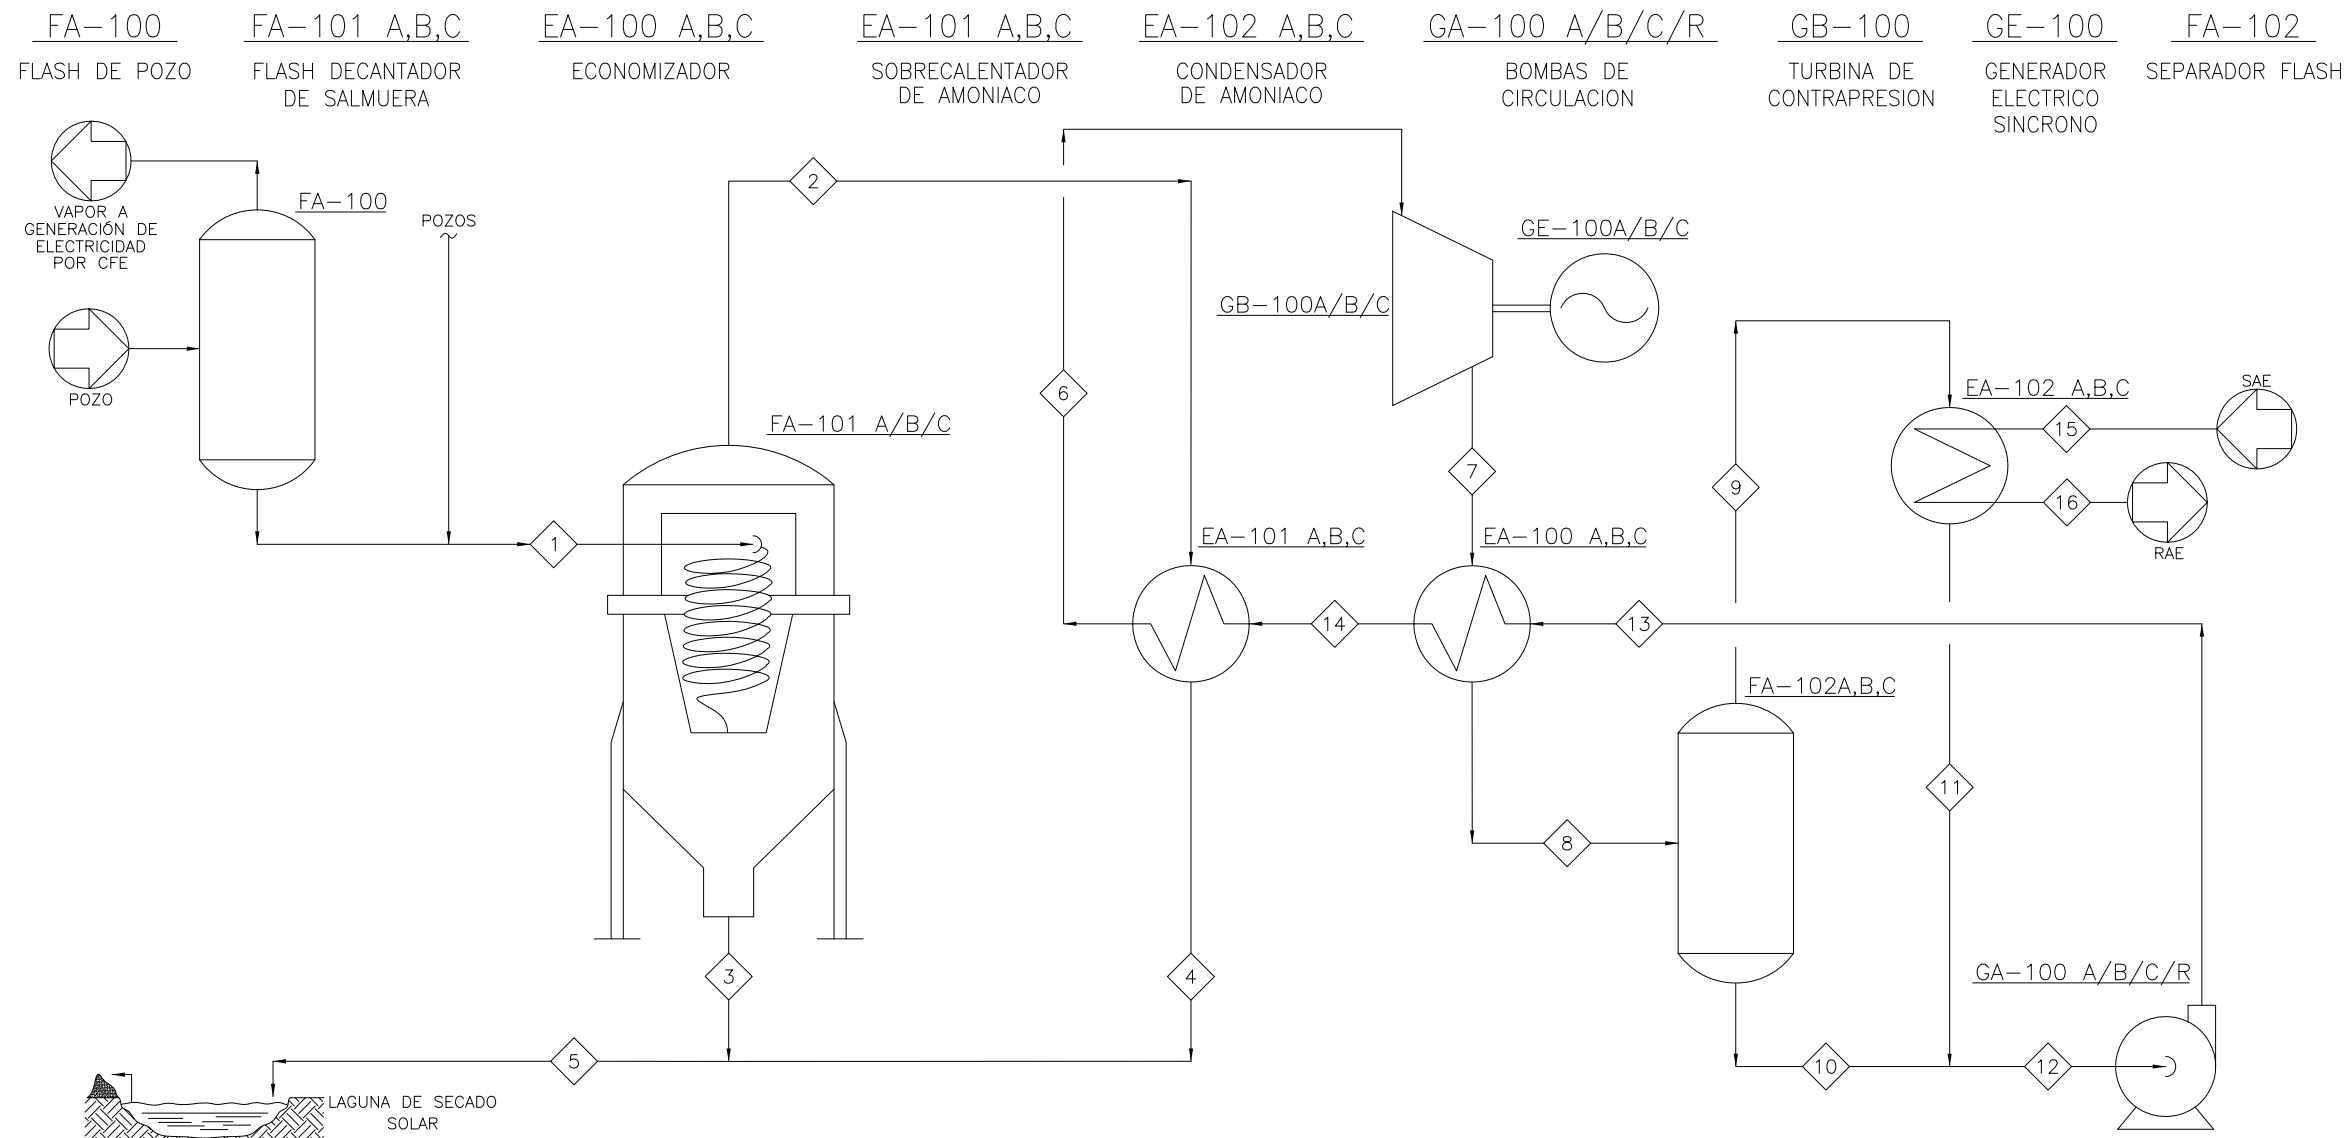 FA-100
FLASH DE POZO
FA-101 A,B,C
FLASH DECANTADOR
DE SALMUERA
EA-100 A,B,C
ECONOMIZADOR
EA-101 A,B,C
SOBRECALENTADOR
DE AMONIACO
EA-102 A,B,C
CONDENSADOR
DE AMONIACO
GA-100 A/B/C/R
BOMBAS DE
CIRCULACION
GB-100
TURBINA DE
CONTRAPRESION
GE-100
GENERADOR
ELECTRICO
SINCRONO
FA-102
SEPARADOR FLASH
VAPOR A
GENERACIÓN DE
ELECTRICIDAD
POR CFE
FA-100
POZOS
POZO
2
GE-100A/B/C
GB-100A/B/C
6
FA-101 A/B/C
7
9
EA-102 A,B,C
SAE
15
16
RAE
1
EA-101 A,B,C
EA-100 A,B,C
14
13
FA-102A,B,C
11
8
3
4
GA-100 A/B/C/R
5
10
12
LAGUNA DE SECADO
SOLAR